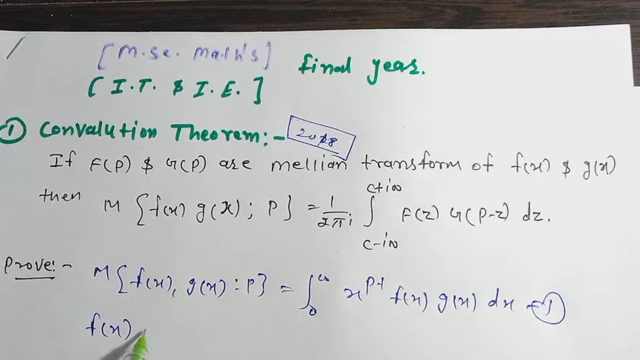 [M.Sc. Math's] final year.
[I.T. & I.E.]
① Convalution Theorem:- 2018
If F(P) & G(P) are mellian transform of f(x) & g(x)
then M {f(x) g(x); P} = 1/2πi ∫_{c-i∞}^{c+i∞} F(z) G(P-z) dz.
Prove:- M{f(x), g(x) : P} = ∫_0^∞ x^{P-1} f(x) g(x) dx -①
f(x)